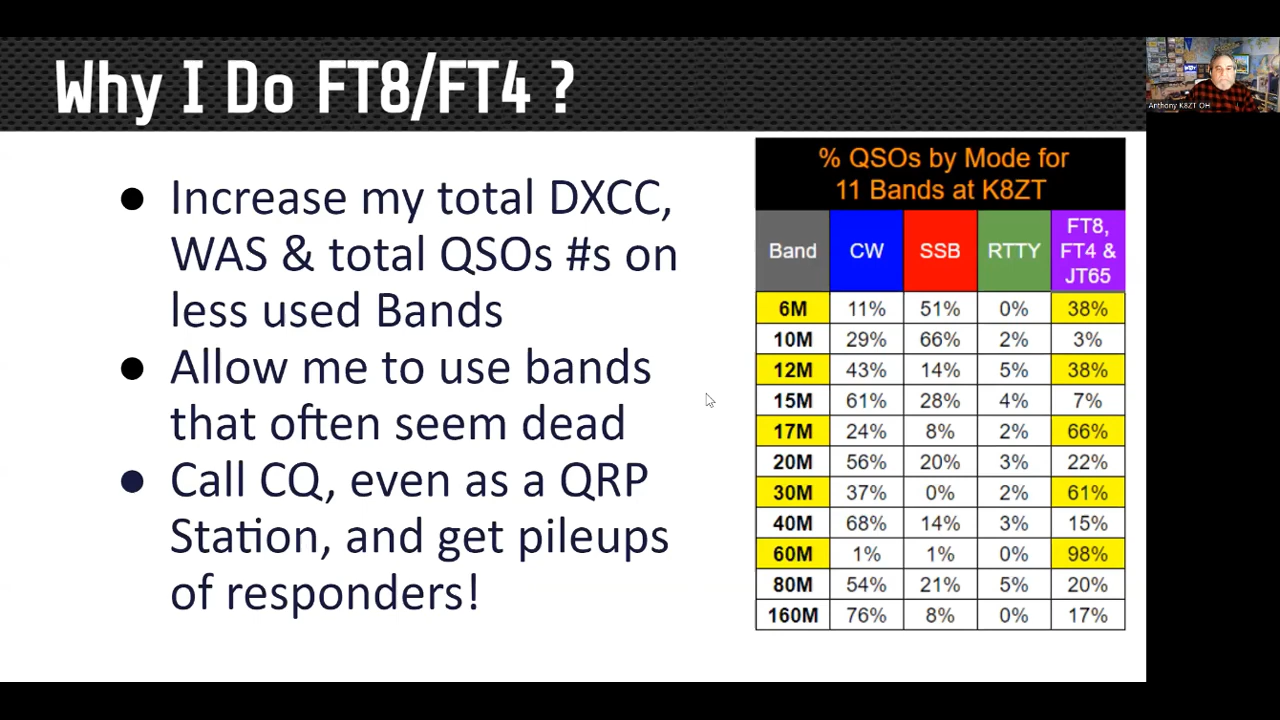 Why I Do FT8/FT4 ?
Increase my total DXCC,
WAS & total QSOs #s on
less used Bands
Allow me to use bands
that often seem dead
Call CQ, even as a QRP
Station, and get pileups
of responders!
% QSOs by Mode for
11 Bands at K8ZT
Band CW SSB RTTY FT8, FT4 & JT65
6M 11% 51% 0% 38%
10M 29% 66% 2% 3%
12M 43% 14% 5% 38%
15M 61% 28% 4% 7%
17M 24% 8% 2% 66%
20M 56% 20% 3% 22%
30M 37% 0% 2% 61%
40M 68% 14% 3% 15%
60M 1% 1% 0% 98%
80M 54% 21% 5% 20%
160M 76% 8% 0% 17%
Anthony K8ZT OH